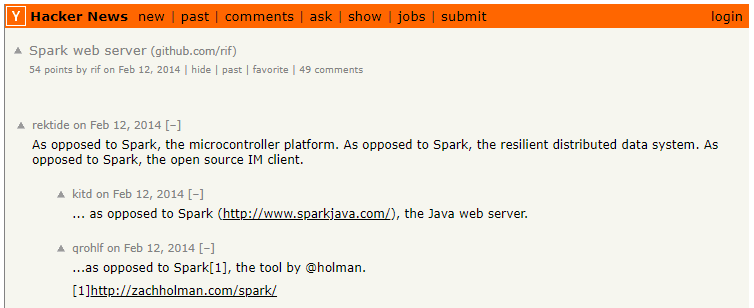 Y Hacker News new | past | comments | ask | show | jobs | submit login
Spark web server (github.com/rif)
54 points by rif on Feb 12, 2014 | hide | past | favorite | 49 comments
rektide on Feb 12, 2014 [–]
As opposed to Spark, the microcontroller platform. As opposed to Spark, the resilient distributed data system. As
opposed to Spark, the open source IM client.
kitd on Feb 12, 2014 [–]
... as opposed to Spark (http://www.sparkjava.com/), the Java web server.
qrohlf on Feb 12, 2014 [–]
...as opposed to Spark[1], the tool by @holman.
[1]http://zachholman.com/spark/